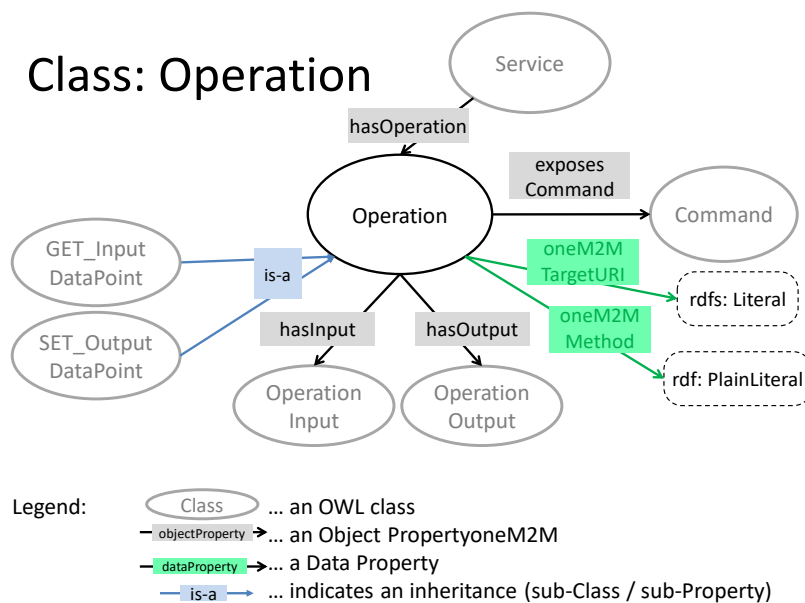 Class: Operation
Service
hasOperation
exposes
Command
Operation
Command
GET_Input
DataPoint
is-a
oneM2M
TargetURI
rdfs: Literal
SET_Output
DataPoint
hasInput
hasOutput
oneM2M
Method
rdf: PlainLiteral
Operation
Input
Operation
Output
Legend:
Class
... an OWL class
objectProperty
... an Object PropertyoneM2M
dataProperty
... a Data Property
is-a
... indicates an inheritance (sub-Class / sub-Property)